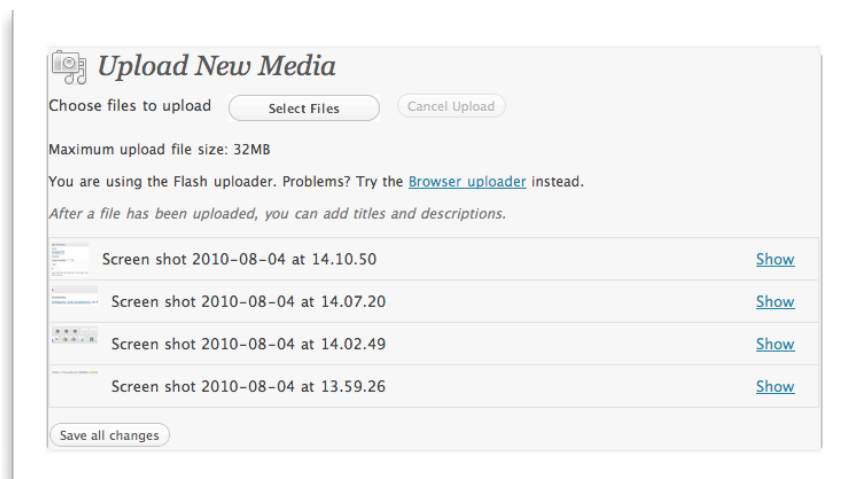 Upload New Media
Choose files to upload Select Files Cancel Upload
Maximum upload file size: 32MB
You are using the Flash uploader. Problems? Try the Browser uploader instead.
After a file has been uploaded, you can add titles and descriptions.
Screen shot 2010-08-04 at 14.10.50 Show
Screen shot 2010-08-04 at 14.07.20 Show
Screen shot 2010-08-04 at 14.02.49 Show
Screen shot 2010-08-04 at 13.59.26 Show
Save all changes